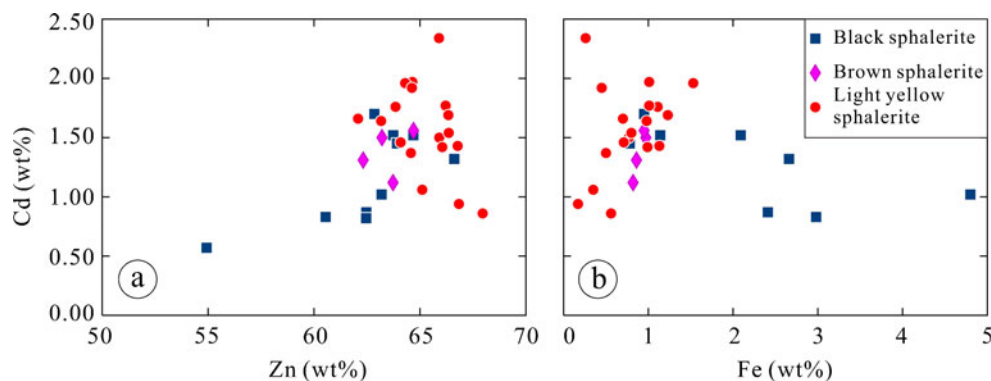 2.50
2.00
1.50
1.00
0.50
0.00
Cd (wt%)
a
50 55 60 65 70
Zn (wt%)
Black sphalerite
Brown sphalerite
Light yellow
sphalerite
b
0 1 2 3 4 5
Fe (wt%)